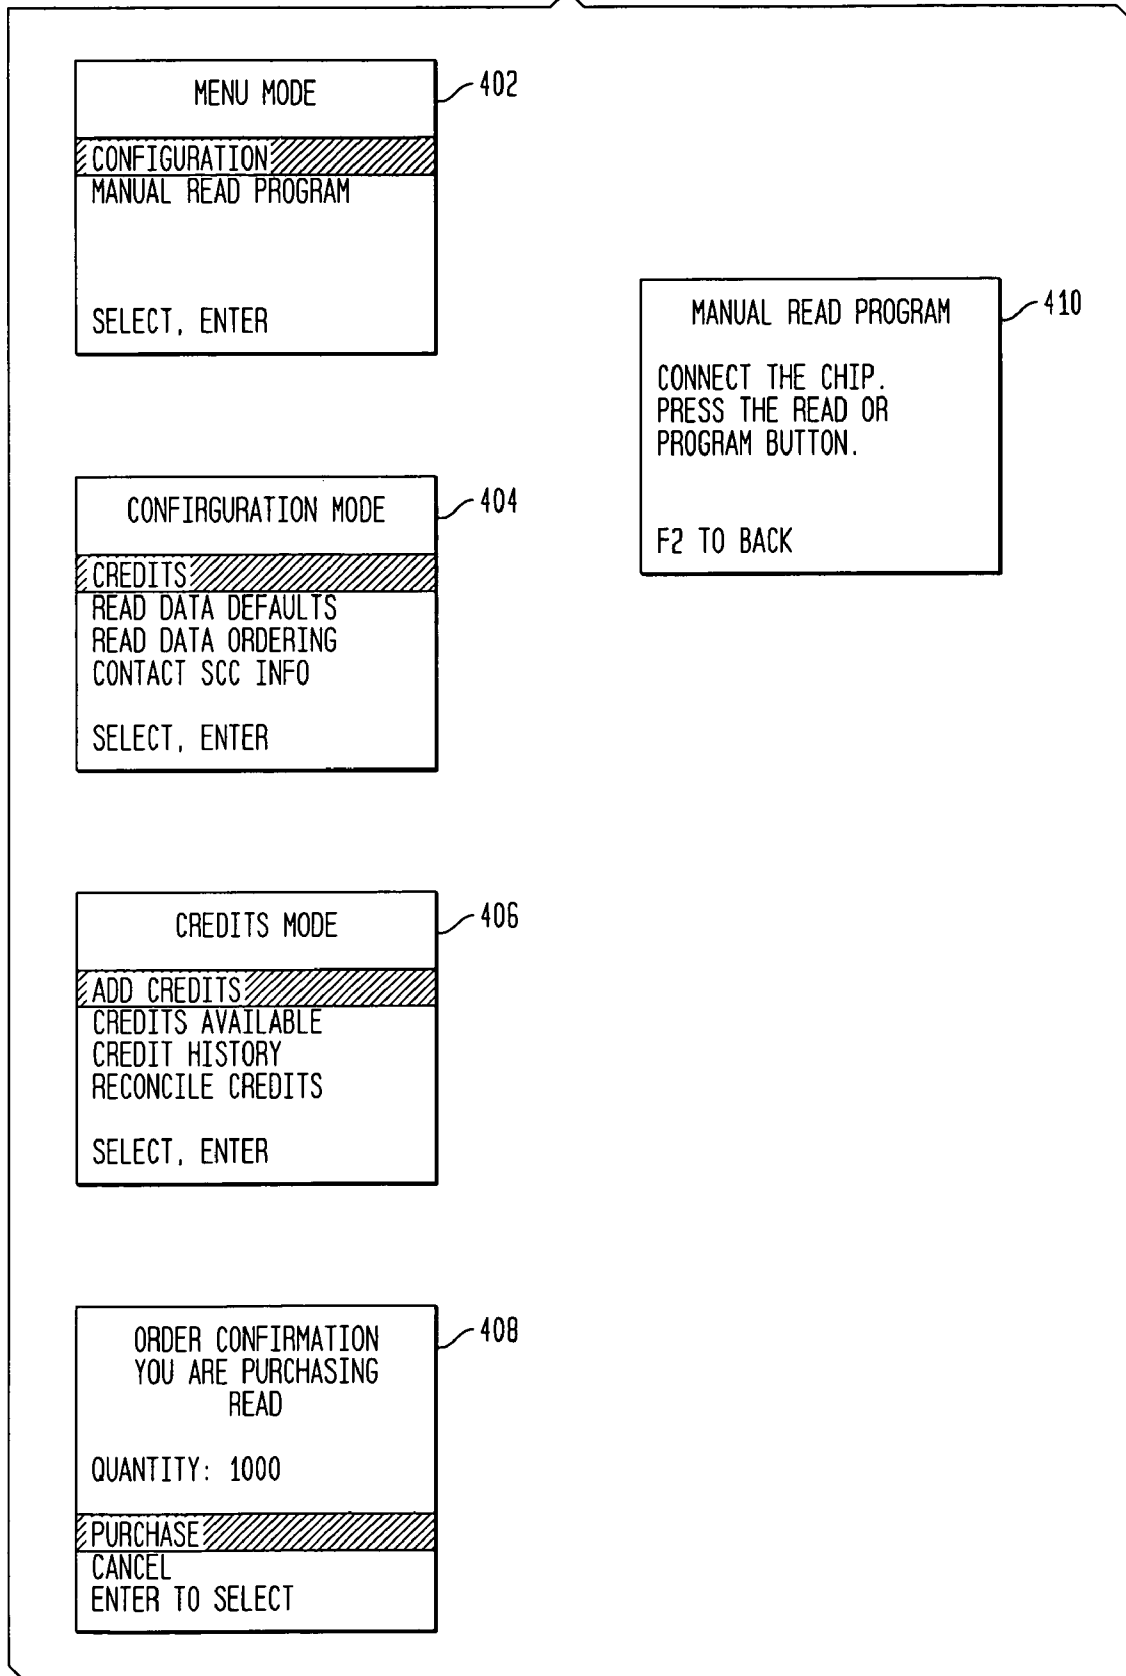 MENU MODE
402
CONFIGURATION
MANUAL READ PROGRAM
SELECT, ENTER
MANUAL READ PROGRAM
410
CONNECT THE CHIP.
PRESS THE READ OR
PROGRAM BUTTON.
F2 TO BACK
CONFIRGURATION MODE
404
CREDITS
READ DATA DEFAULTS
READ DATA ORDERING
CONTACT SCC INFO
SELECT, ENTER
CREDITS MODE
406
ADD CREDITS
CREDITS AVAILABLE
CREDIT HISTORY
RECONCILE CREDITS
SELECT, ENTER
ORDER CONFIRMATION
408
YOU ARE PURCHASING
READ
QUANTITY: 1000
PURCHASE
CANCEL
ENTER TO SELECT